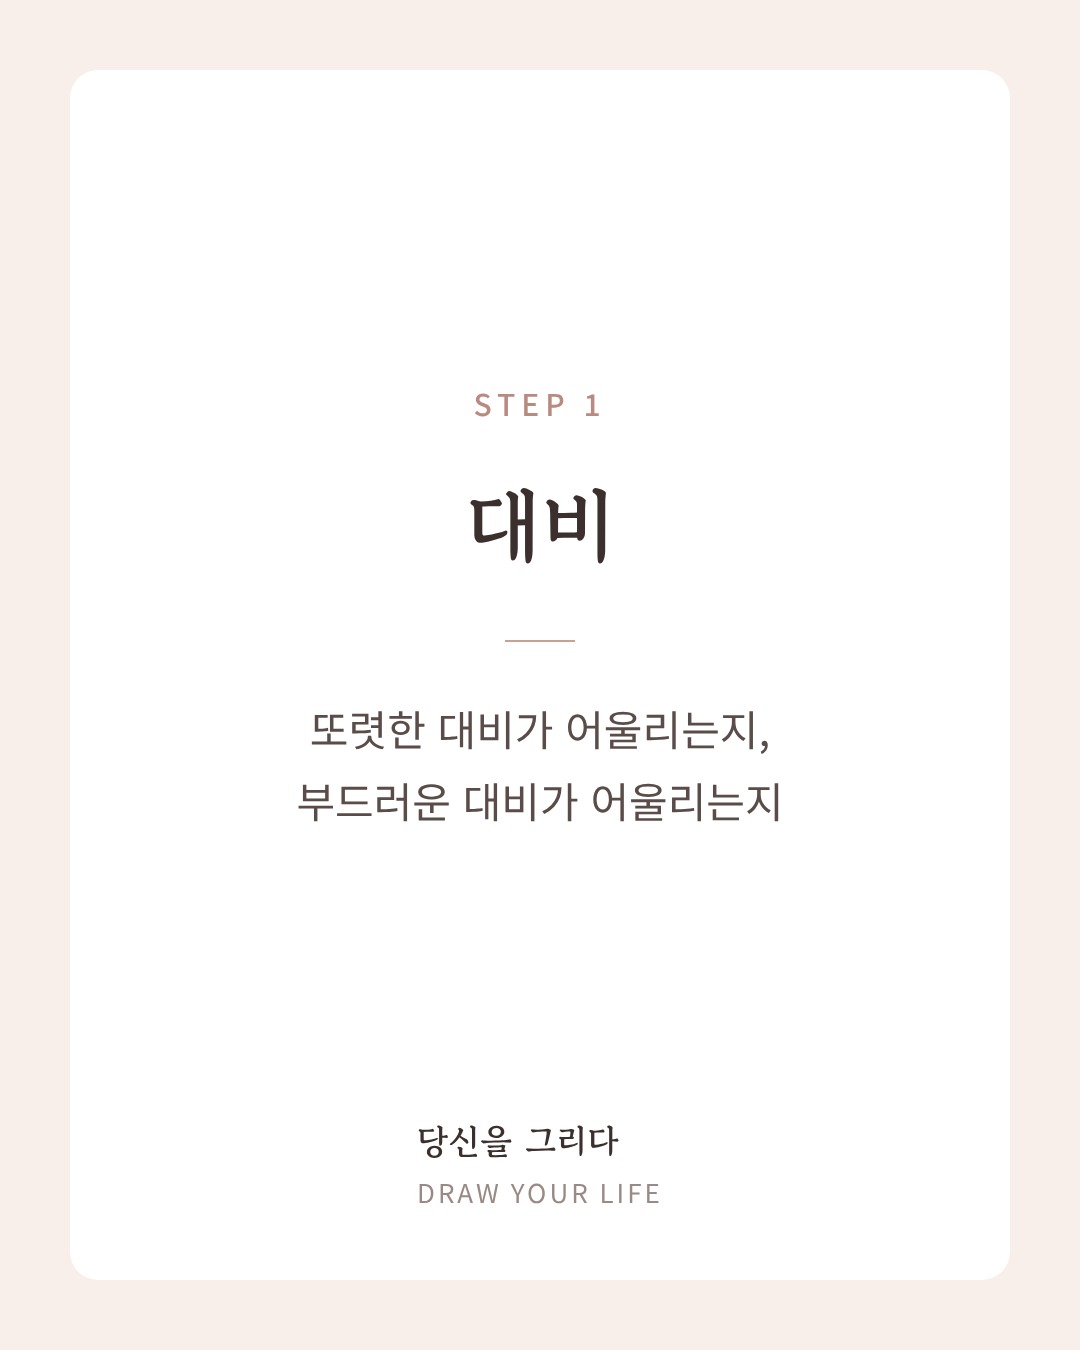 STEP 1
대비
또렷한 대비가 어울리는지,
부드러운 대비가 어울리는지
당신을 그리다
DRAW YOUR LIFE